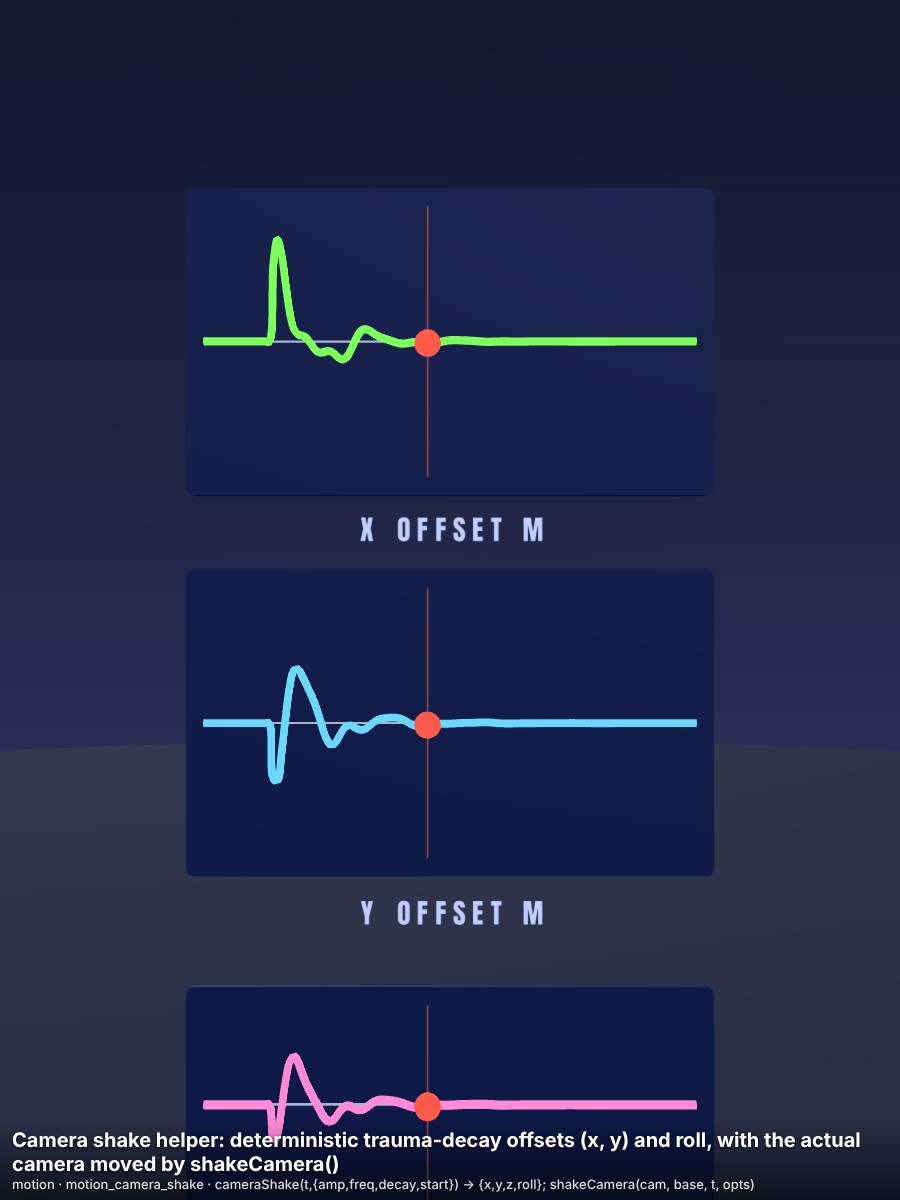 X OFFSET M
Y OFFSET M
Camera shake helper: deterministic trauma-decay offsets (x, y) and roll, with the actual
camera moved by shakeCamera()
motion · motion_camera_shake · cameraShake(t,{amp,freq,decay,start}) → {x,y,z,roll}; shakeCamera(cam, base, t, opts)